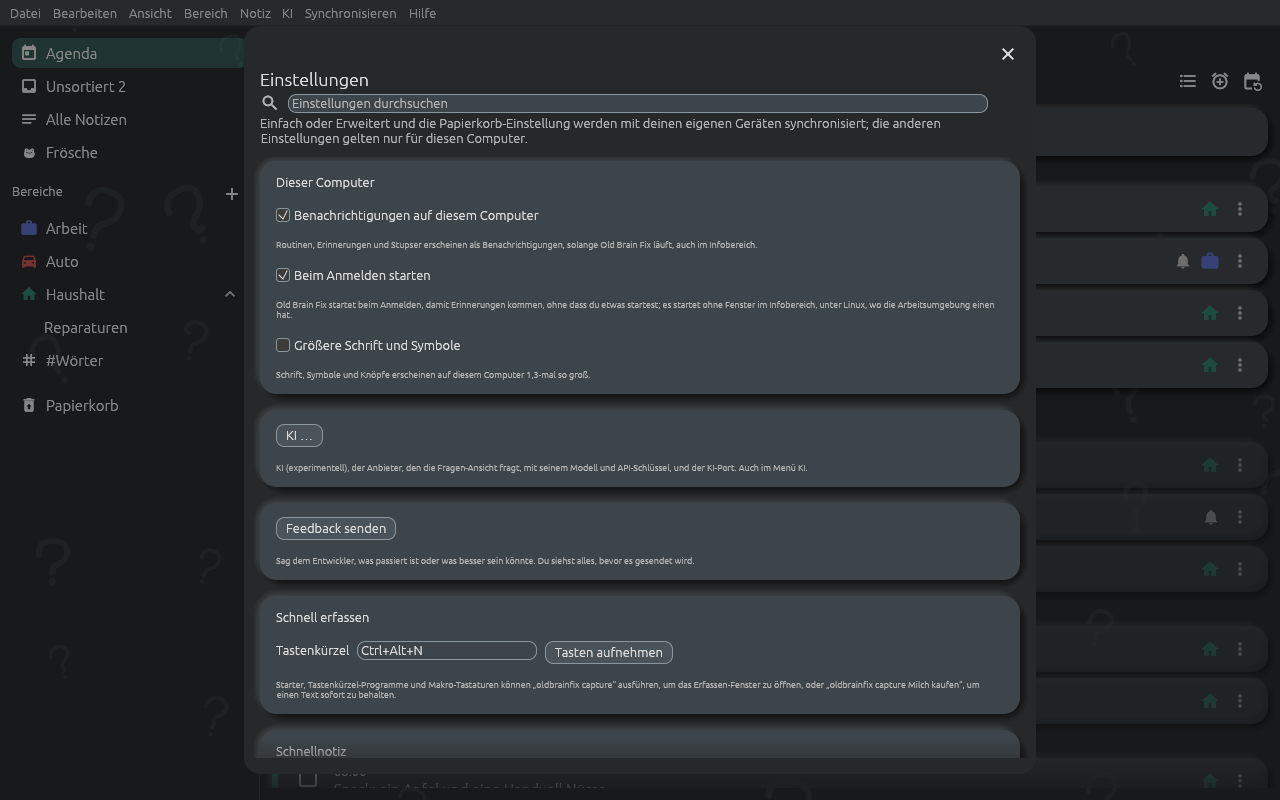 Datei Bearbeiten Ansicht Bereich Notiz KI Synchronisieren Hilfe
Agenda
Unsortiert 2
Alle Notizen
Frösche
Bereiche
Arbeit
Auto
Haushalt
Reparaturen
#Wörter
Papierkorb
Einstellungen
Einstellungen durchsuchen
Einfach oder Erweitert und die Papierkorb-Einstellung werden mit deinen eigenen Geräten synchronisiert; die anderen
Einstellungen gelten nur für diesen Computer.
Dieser Computer
Benachrichtigungen auf diesem Computer
Routinen, Erinnerungen und Stupser erscheinen als Benachrichtigungen, solange Old Brain Fix läuft, auch im Infobereich.
Beim Anmelden starten
Old Brain Fix startet beim Anmelden, damit Erinnerungen kommen, ohne dass du etwas startest; es startet ohne Fenster im Infobereich, unter Linux, wo die Arbeitsumgebung einen
hat.
Größere Schrift und Symbole
Schrift, Symbole und Knöpfe erscheinen auf diesem Computer 1,3-mal so groß.
KI ...
KI (experimentell), der Anbieter, den die Fragen-Ansicht fragt, mit seinem Modell und API-Schlüssel, und der KI-Port. Auch im Menü KI.
Feedback senden
Sag dem Entwickler, was passiert ist oder was besser sein könnte. Du siehst alles, bevor es gesendet wird.
Schnell erfassen
Tastenkürzel Ctrl+Alt+N Tasten aufnehmen
Starter, Tastenkürzel-Programme und Makro-Tastaturen können „oldbrainfix capture“ ausführen, um das Erfassen-Fenster zu öffnen, oder „oldbrainfix capture Milch kaufen“, um
einen Text sofort zu behalten.
Schnellnotiz